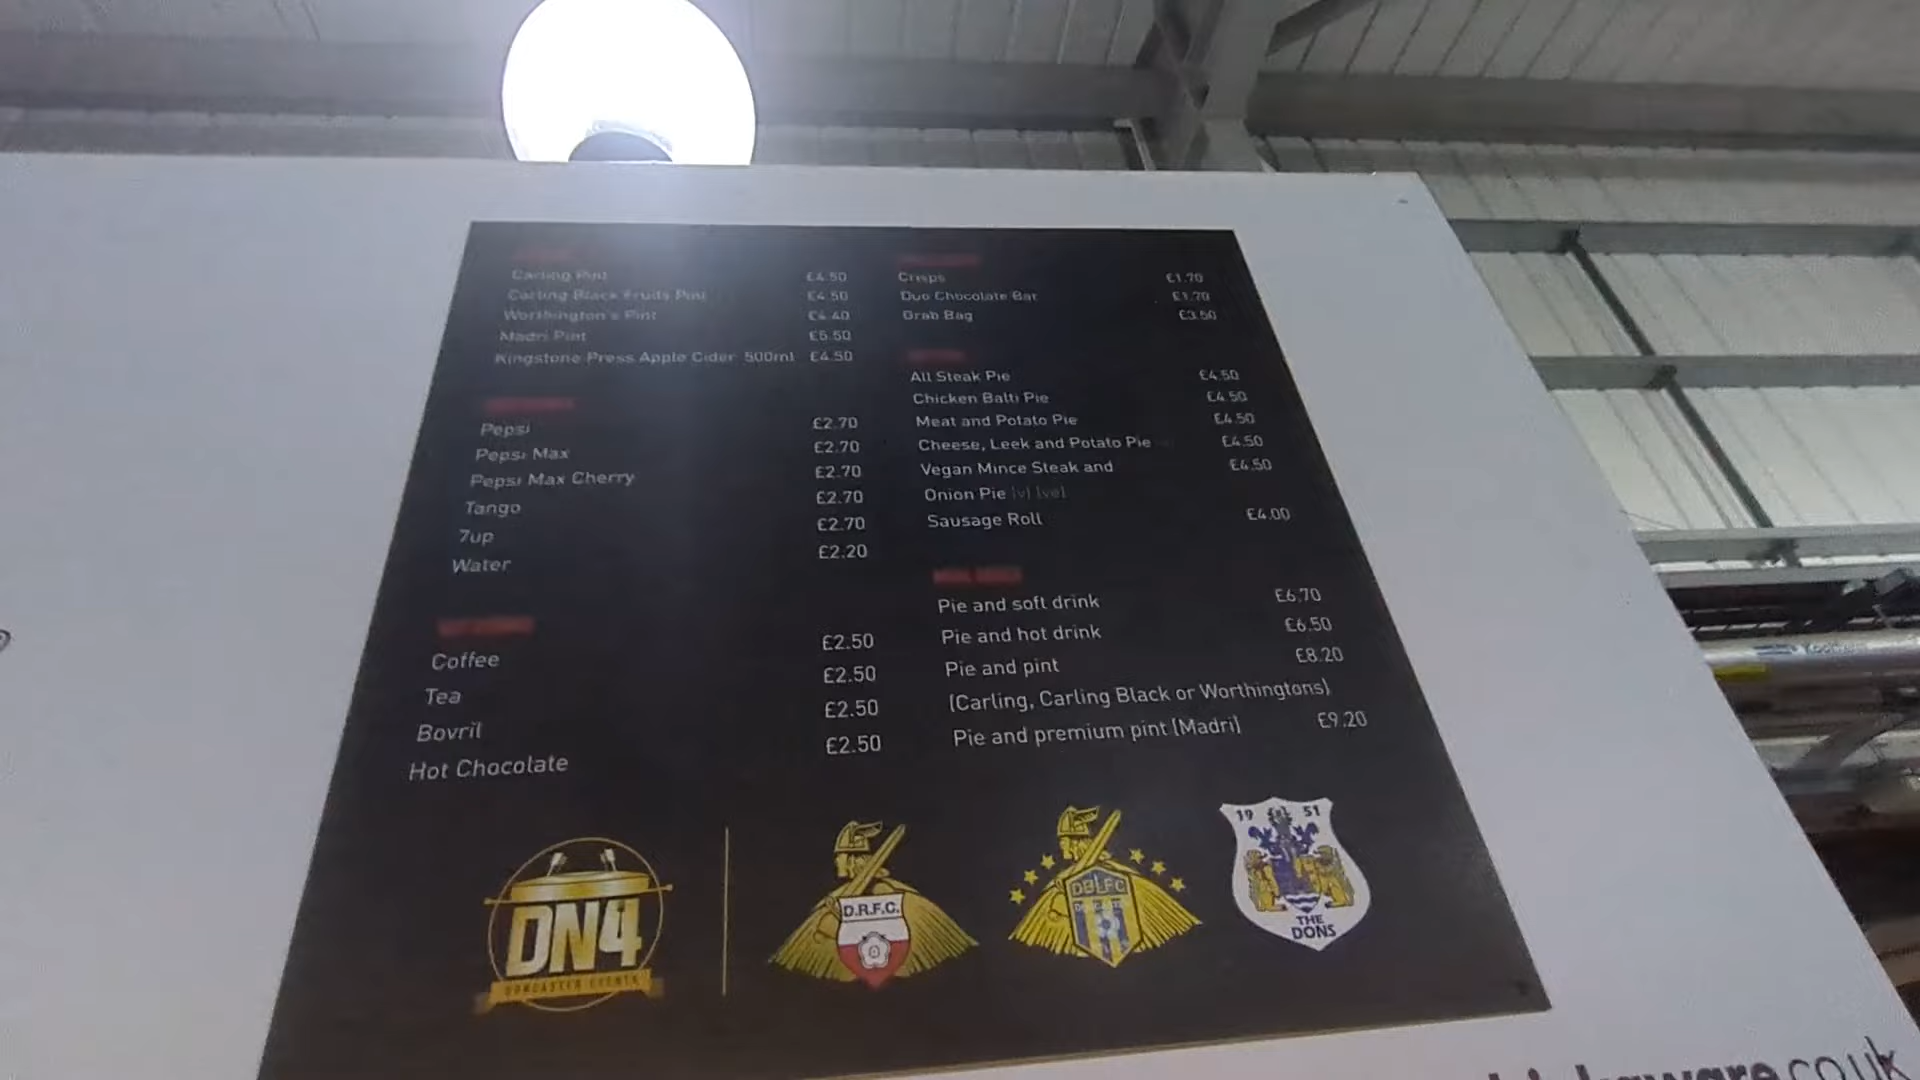 Carling Pint £4.50
Carling Black Fruits Pint £4.50
Worthington's Pint £4.40
Madri Pint £5.50
Kingstone Press Apple Cider 500ml £4.50
Pepsi £2.70
Pepsi Max £2.70
Pepsi Max Cherry £2.70
Tango £2.70
7up £2.70
Water £2.20
Coffee £2.50
Tea £2.50
Bovril £2.50
Hot Chocolate £2.50
Crisps £1.70
Duo Chocolate Bar £1.70
Grab Bag £3.50
All Steak Pie £4.50
Chicken Balti Pie £4.50
Meat and Potato Pie £4.50
Cheese, Leek and Potato Pie £4.50
Vegan Mince Steak and £4.50
Onion Pie (v) (ve)
Sausage Roll £4.00
MEAL DEALS
Pie and soft drink £6.70
Pie and hot drink £6.50
Pie and pint £8.20
(Carling, Carling Black or Worthingtons)
Pie and premium pint (Madri) £9.20
DN4
DONCASTER EVENTS
D.R.F.C.
DBLFC
19 51
THE
DONS
.co.uk